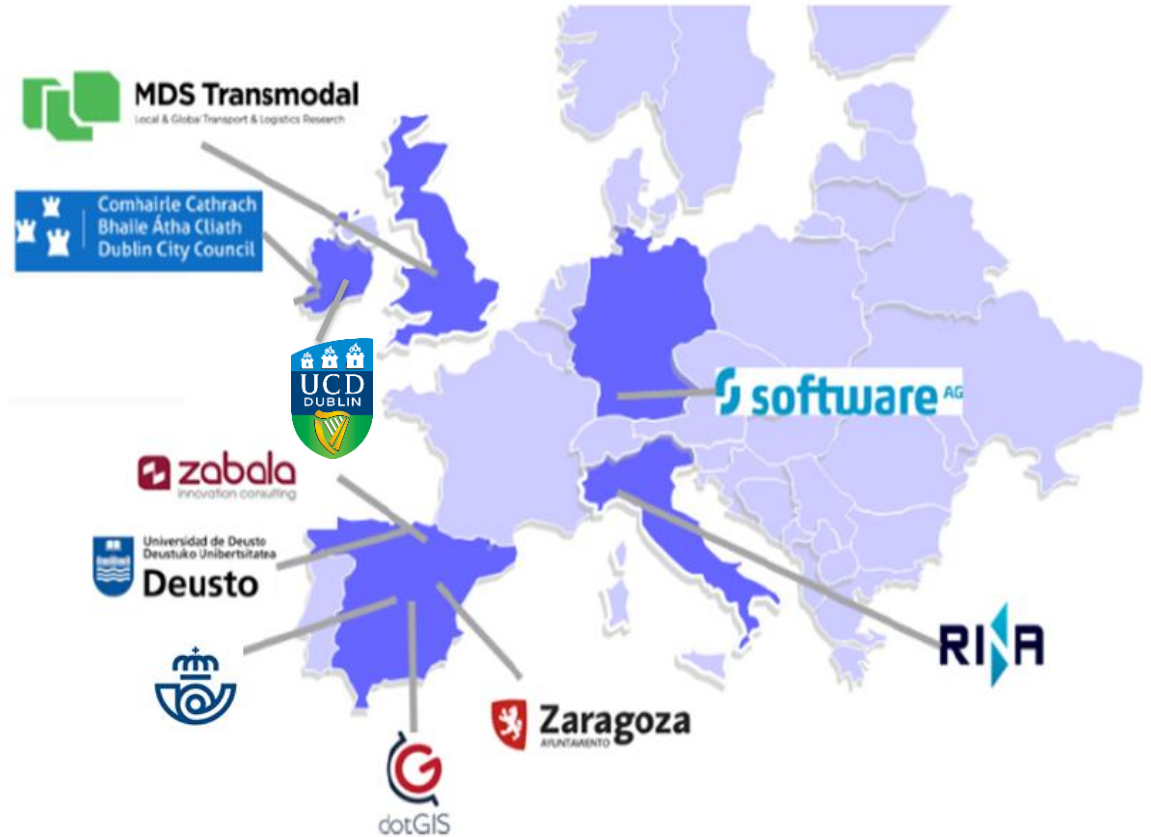 MDS Transmodal
Local & Global Transport & Logistics Research
Comhairle Cathrach
Bhaile Átha Cliath
Dublin City Council
UCD
DUBLIN
software AG
zabala
innovation consulting
Universidad de Deusto
Deustuko Unibertsitatea
Deusto
RINA
Zaragoza
AYUNTAMIENTO
G
dotGIS